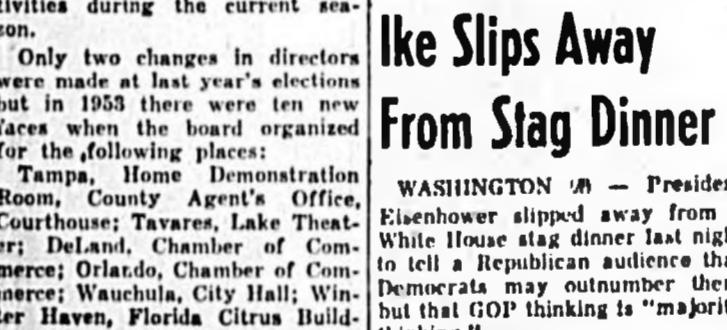 tivities during the current sea-
son.
Only two changes in directors
were made at last year's elections
but in 1953 there were ten new
faces when the board organized
for the following places:
Tampa, Home Demonstration
Room, County Agent's Office,
Courthouse; Tavares, Lake Theat-
er; DeLand, Chamber of Com-
merce; Orlando, Chamber of Com-
merce; Wauchula, City Hall; Win-
ter Haven, Florida Citrus Build-
Ike Slips Away
From Stag Dinner
WASHINGTON — Preside
Eisenhower slipped away from
White House stag dinner last nig
to tell a Republican audience tha
Democrats may outnumber the
but that GOP thinking is "majori